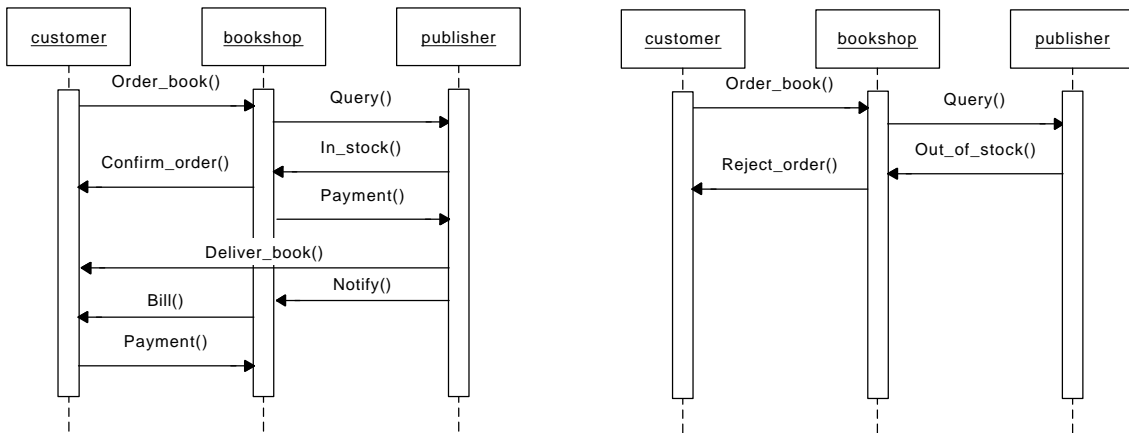 customer
bookshop
publisher
Order_book()
Query()
In_stock()
Confirm_order()
Payment()
Deliver_book()
Notify()
Bill()
Payment()
customer
bookshop
publisher
Order_book()
Query()
Out_of_stock()
Reject_order()